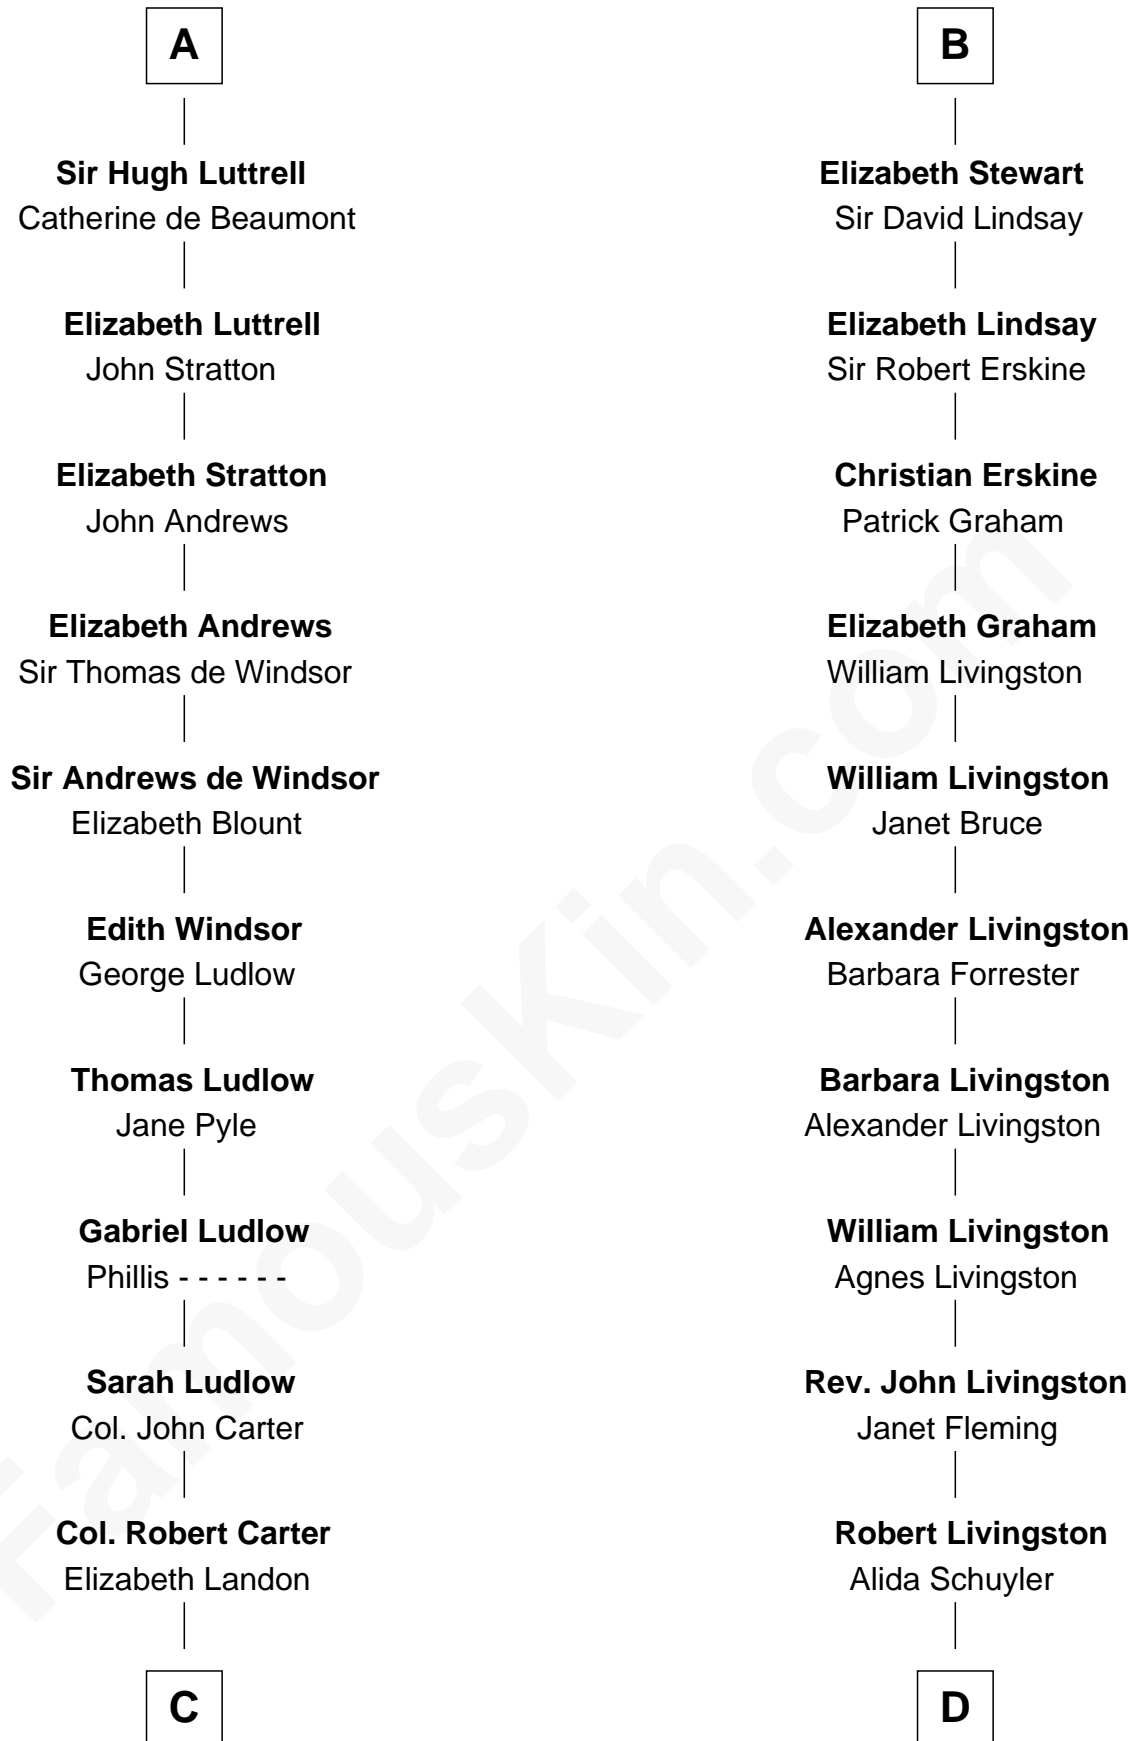 A
Sir Hugh Luttrell
Catherine de Beaumont
Elizabeth Luttrell
John Stratton
Elizabeth Stratton
John Andrews
Elizabeth Andrews
Sir Thomas de Windsor
Sir Andrews de Windsor
Elizabeth Blount
Edith Windsor
George Ludlow
Thomas Ludlow
Jane Pyle
Gabriel Ludlow
Phillis - - - - - -
Sarah Ludlow
Col. John Carter
Col. Robert Carter
Elizabeth Landon
C
B
Elizabeth Stewart
Sir David Lindsay
Elizabeth Lindsay
Sir Robert Erskine
Christian Erskine
Patrick Graham
Elizabeth Graham
William Livingston
William Livingston
Janet Bruce
Alexander Livingston
Barbara Forrester
Barbara Livingston
Alexander Livingston
William Livingston
Agnes Livingston
Rev. John Livingston
Janet Fleming
Robert Livingston
Alida Schuyler
D
FamousKin.com